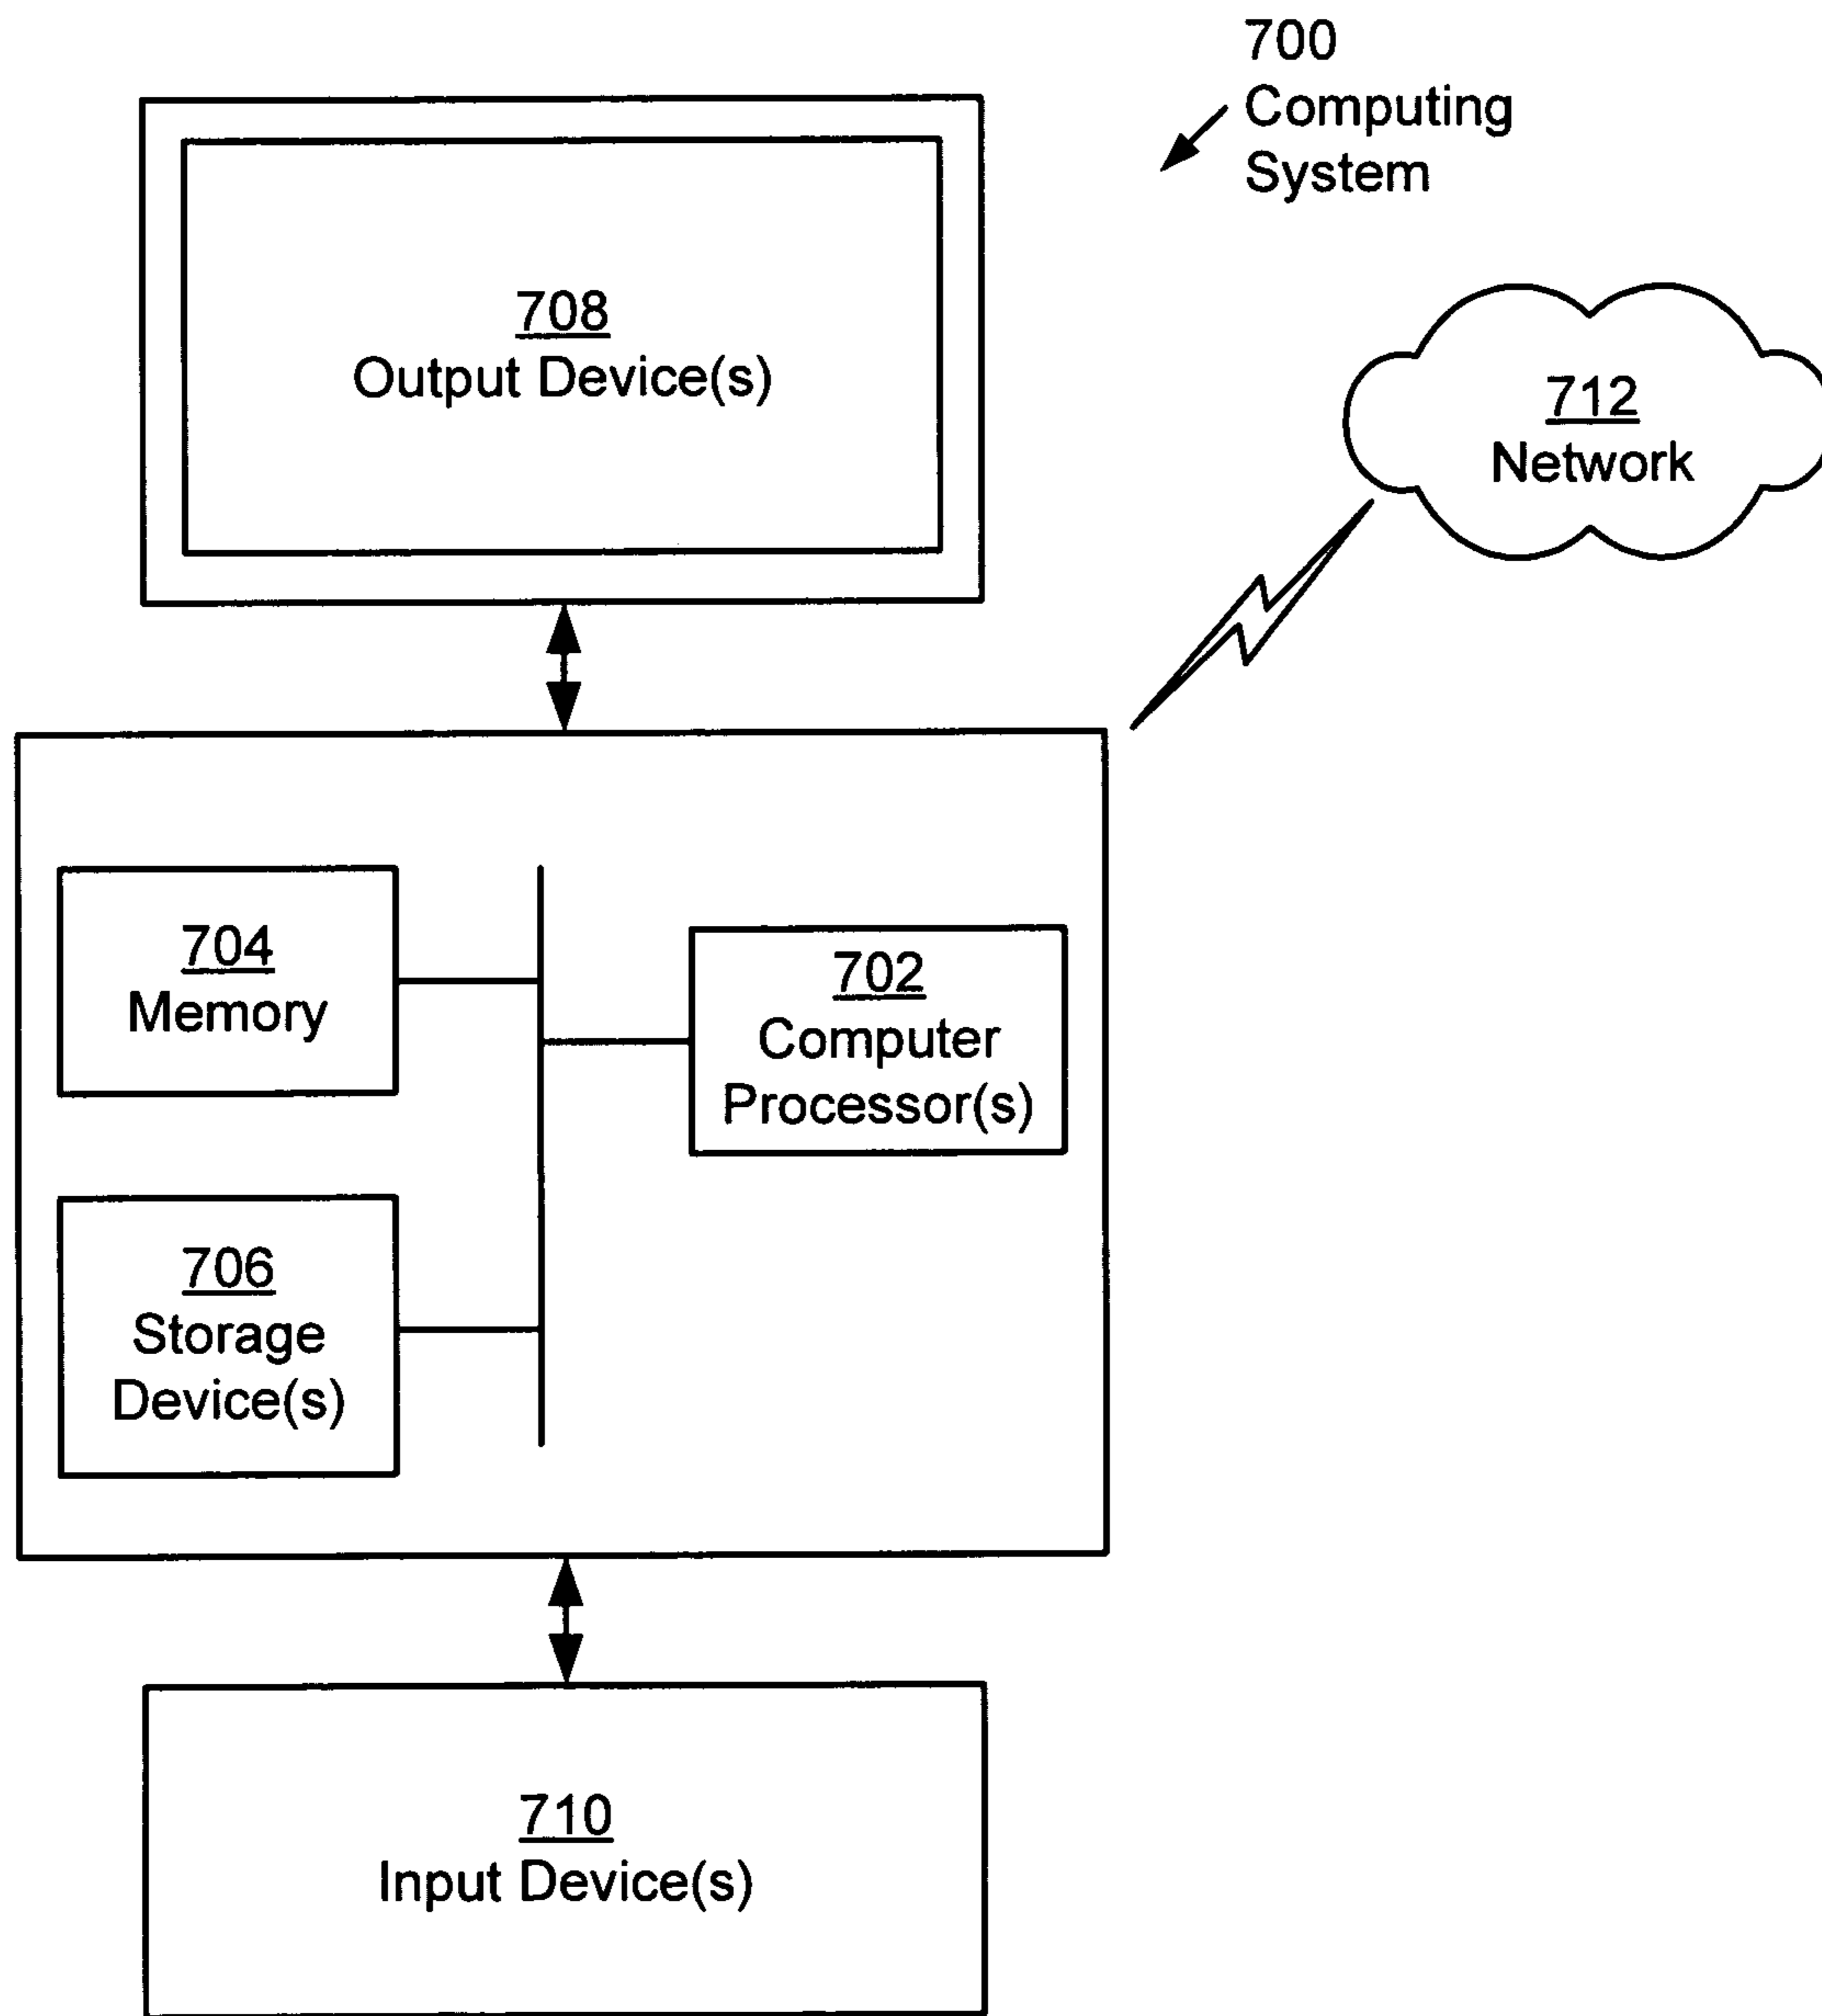 700
Computing
System
708
Output Device(s)
712
Network
704
Memory
702
Computer
Processor(s)
706
Storage
Device(s)
710
Input Device(s)